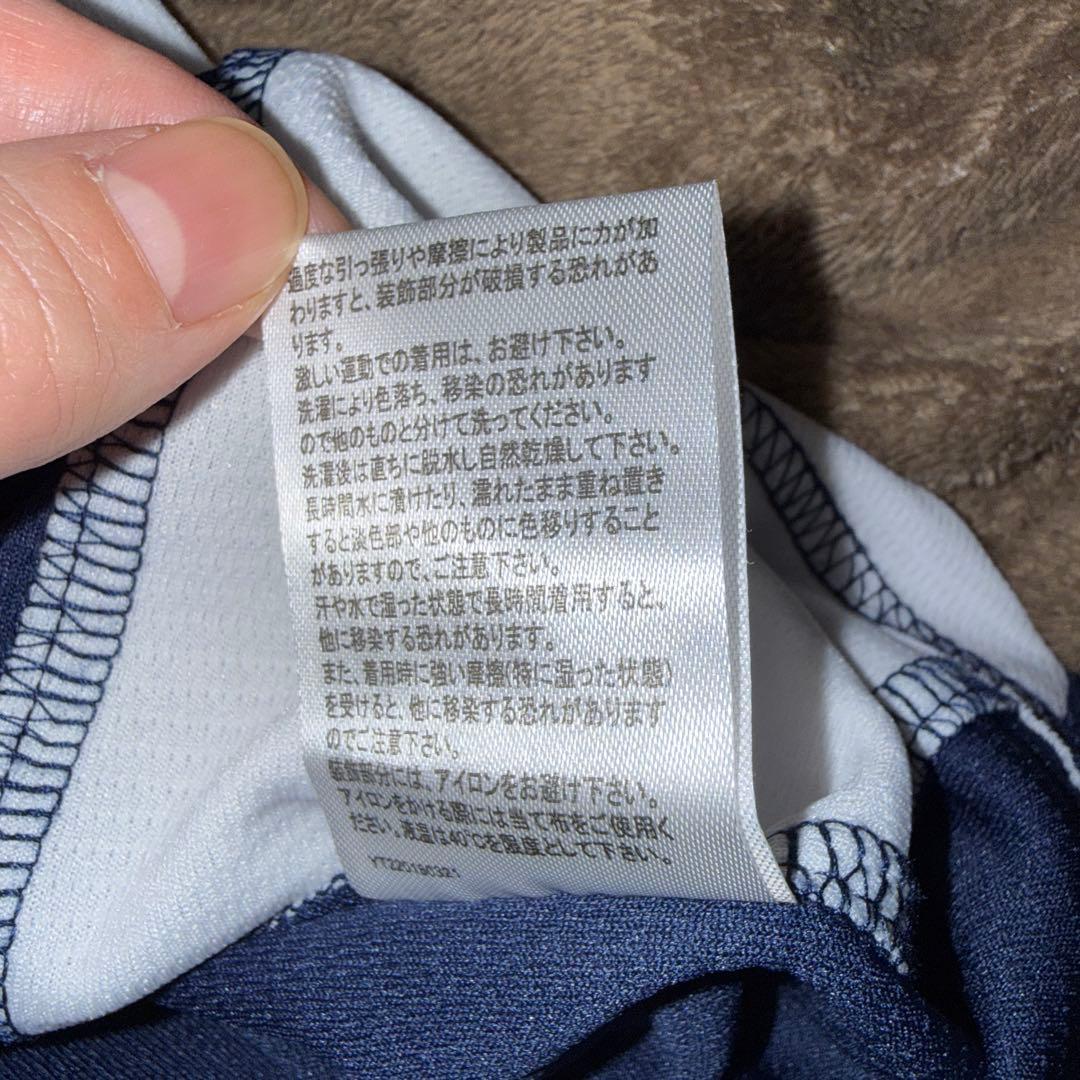 過度な引っ張りや摩擦により製品に力が加
わりますと、装飾部分が破損する恐れがあ
ります。
激しい運動での着用は、お避け下さい。
洗濯により色落ち、移染の恐れがあります
ので他のものと分けて洗ってください。
洗濯後は直ちに脱水し自然乾燥して下さい。
長時間水に漬けたり、濡れたまま重ね置き
すると淡色部や他のものに色移りすること
がありますので、ご注意下さい。
汗や水で湿った状態で長時間着用すると、
他に移染する恐れがあります。
また、着用時に強い摩擦(特に湿った状態)
を受けると、他に移染する恐れがあります
のでご注意下さい。
装飾部分には、アイロンをお避け下さい。
アイロンをかける際には当て布をご使用く
ださい。液温は40℃を限度として下さい。
YT220190321